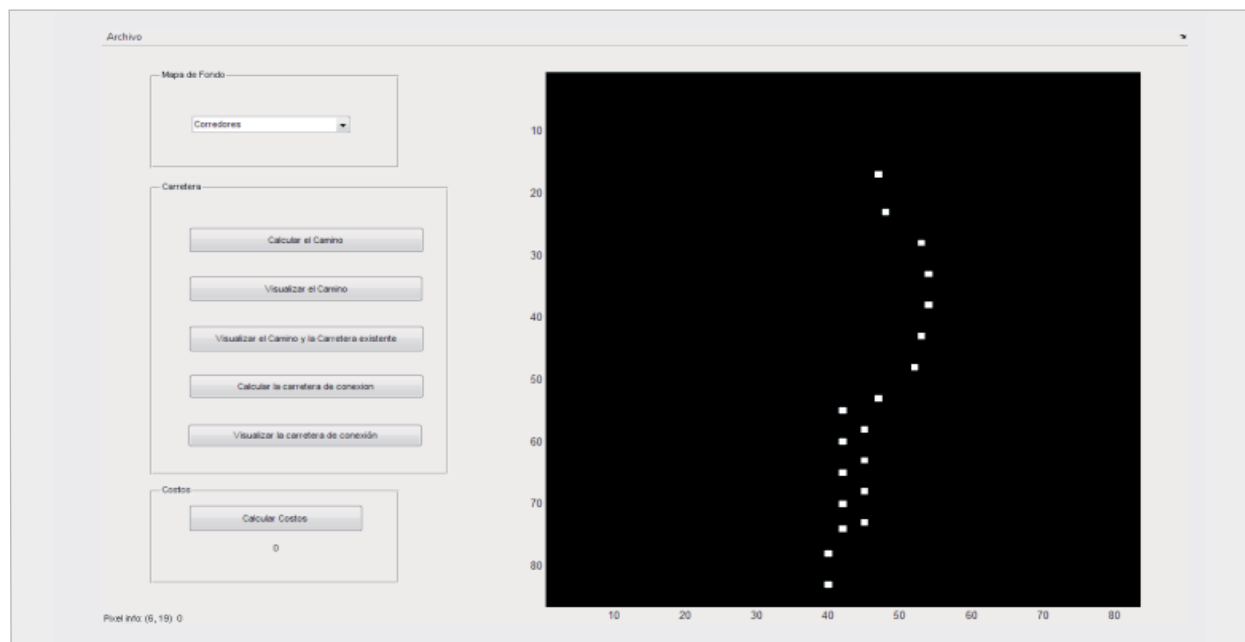 Archivo
Mapa de Fondo
Corredores
Carretera
Calcular el Camino
Visualizar el Camino
Visualizar el Camino y la Carretera existente
Calcular la carretera de conexion
Visualizar la carretera de conexión
Costos
Calcular Costos
0
Pixel info: (6, 19) 0
10
20
30
40
50
60
70
80
10
20
30
40
50
60
70
80